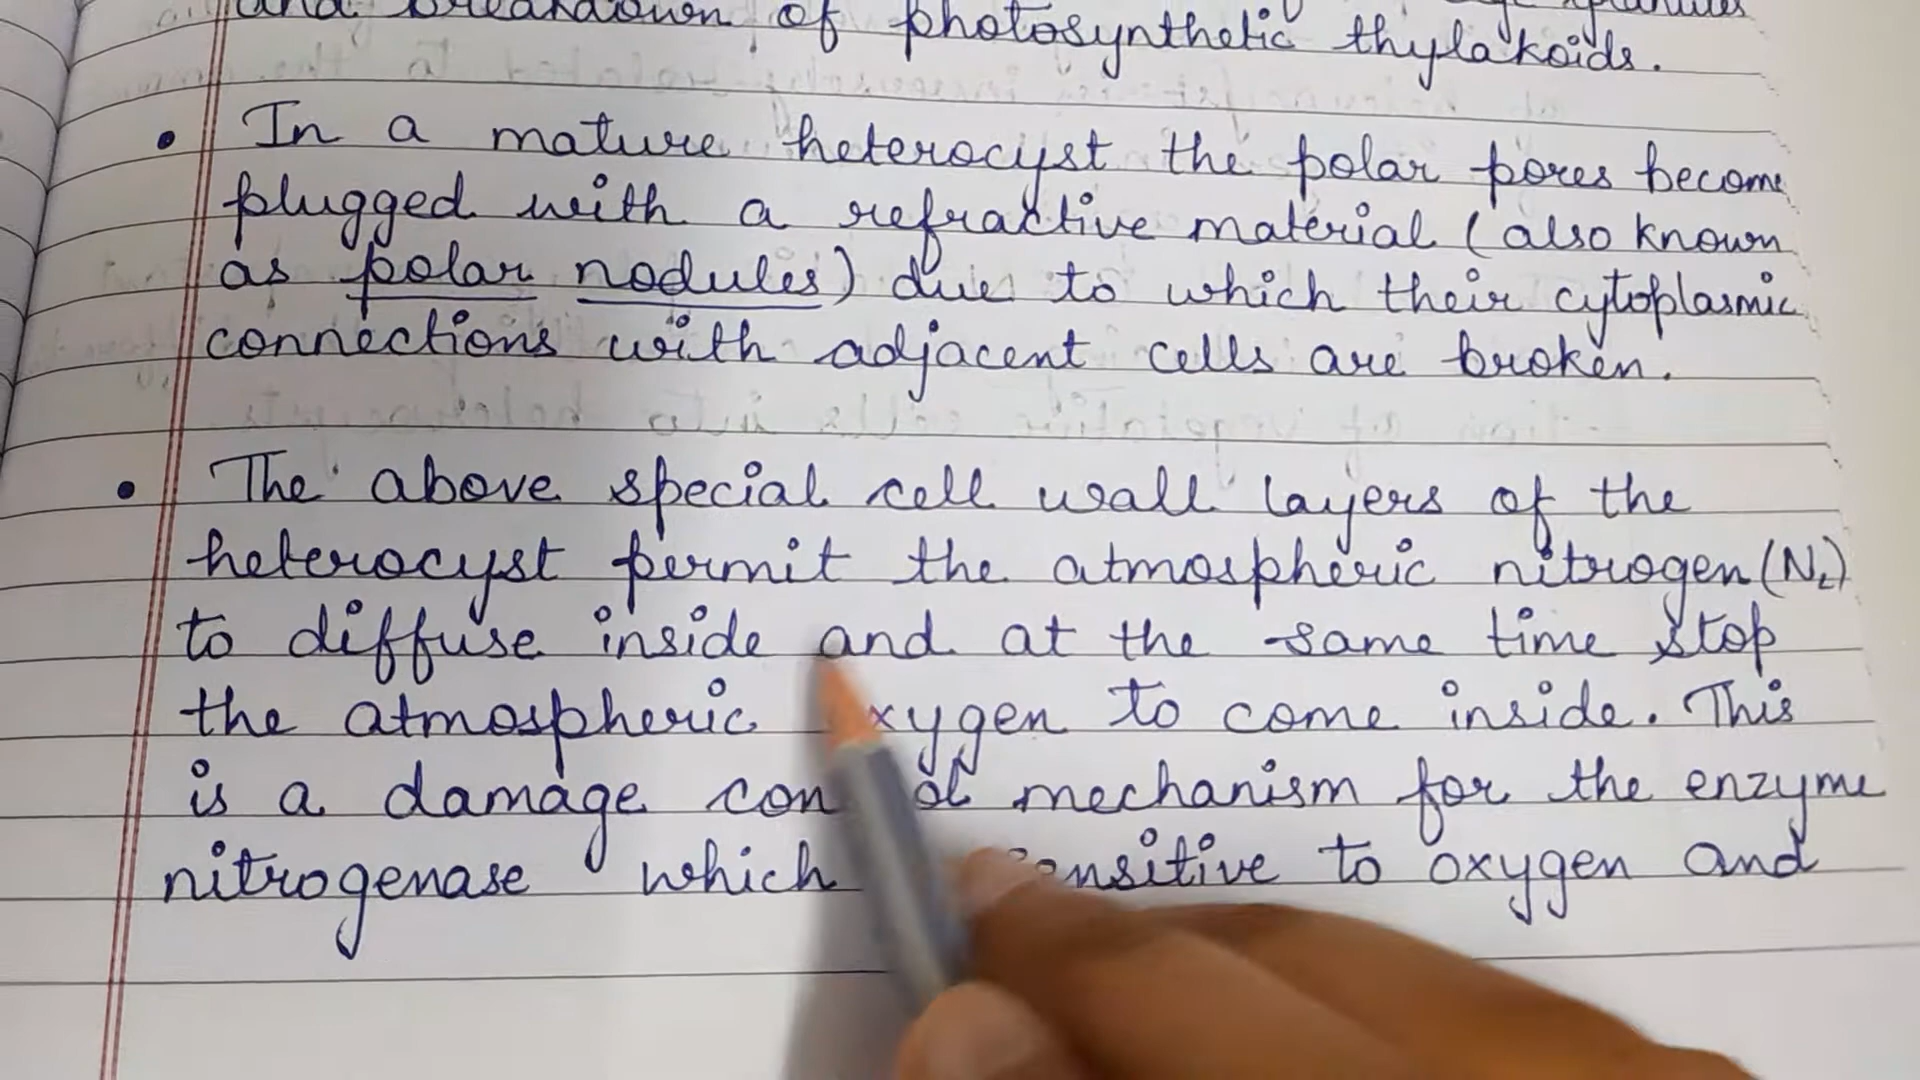 and breakdown of photosynthetic thylakoids.
• In a mature heterocyst the polar pores become
plugged with a refractive material (also known
as polar nodules) due to which their cytoplasmic
connections with adjacent cells are broken.
• The above special cell wall layers of the
heterocyst permit the atmospheric nitrogen (N₂)
to diffuse inside and at the same time stop
the atmospheric oxygen to come inside. This
is a damage control mechanism for the enzyme
nitrogenase which sensitive to oxygen and